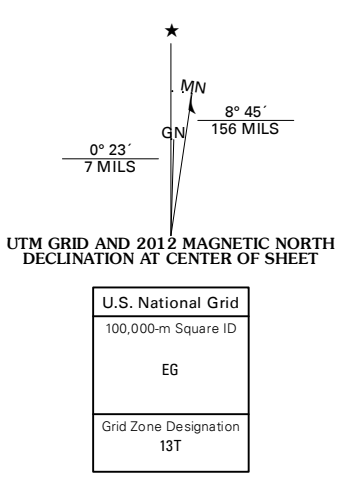 ★
MN
8° 45´
156 MILS
GN
0° 23´
7 MILS
UTM GRID AND 2012 MAGNETIC NORTH
DECLINATION AT CENTER OF SHEET
U.S. National Grid
100,000-m Square ID
EG
Grid Zone Designation
13T